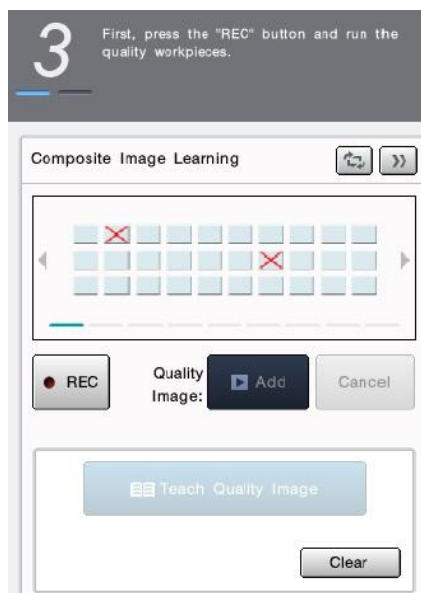 3
First, press the "REC" button and run the
quality workpieces.
Composite Image Learning
REC
Quality
Image:
Add
Cancel
Teach Quality Image
Clear